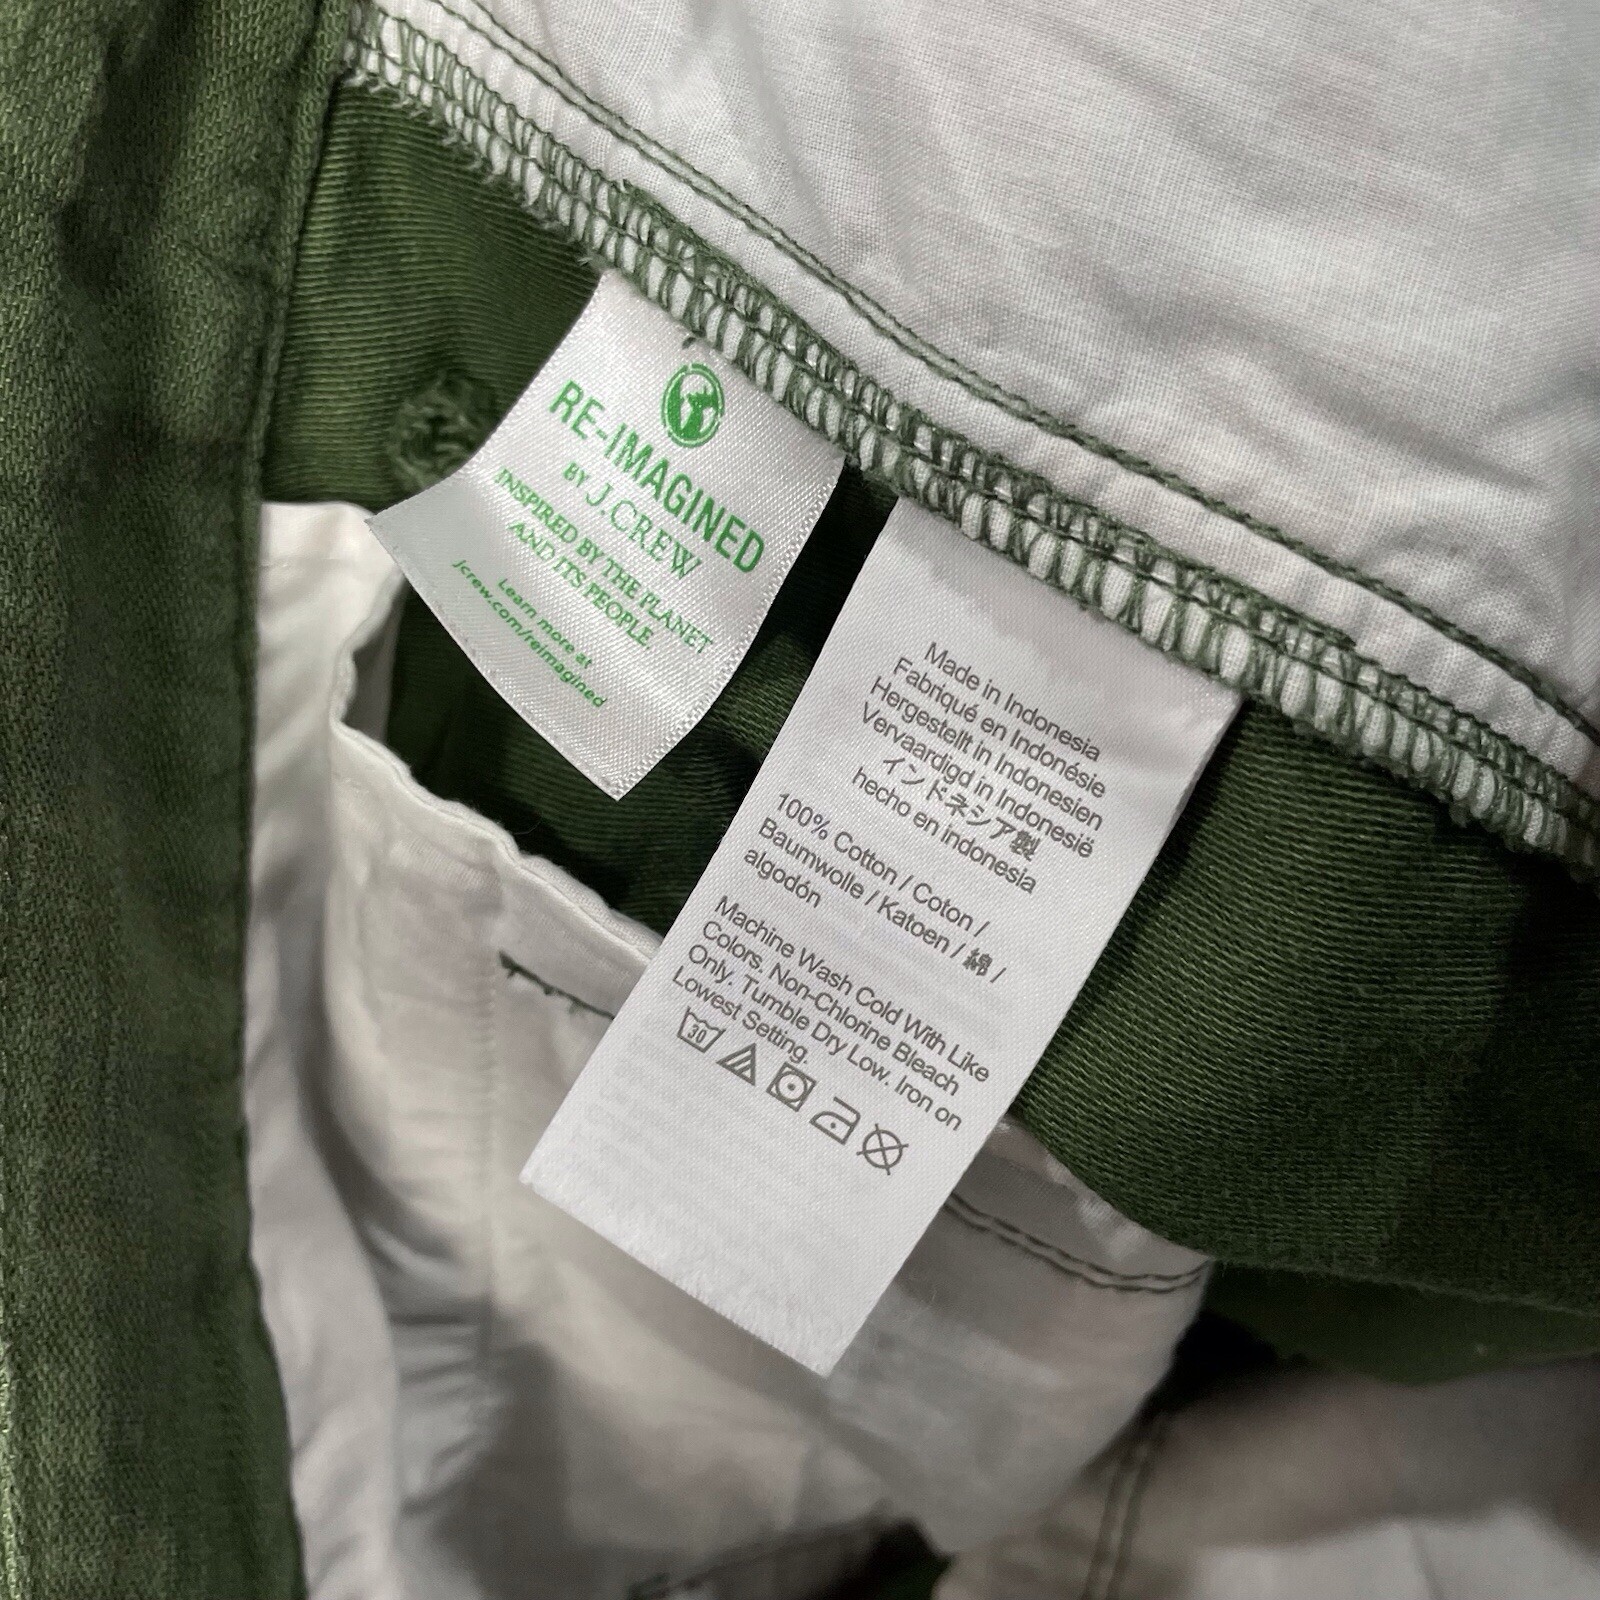 RE-IMAGINED
BY J.CREW
INSPIRED BY THE PLANET
AND ITS PEOPLE
Learn more at
jcrew.com/reimagined
Made in Indonesia
Fabriqué en Indonésie
Hergestellt in Indonesien
Vervaardigd in Indonesië
インドネシア製
hecho en indonesia
100% Cotton / Coton /
Baumwolle / Katoen / 綿 /
algodón
Machine Wash Cold With Like
Colors. Non-Chlorine Bleach
Only. Tumble Dry Low. Iron on
Lowest Setting.
30